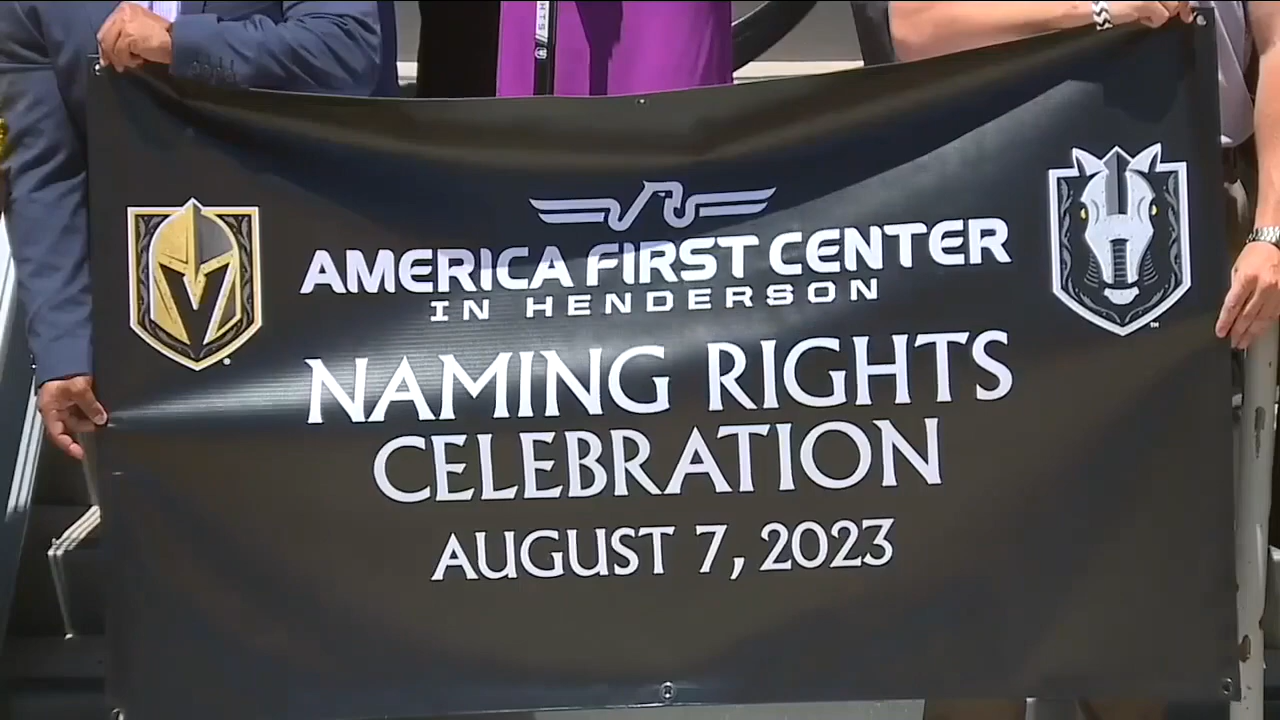 AMERICA FIRST CENTER
IN HENDERSON
NAMING RIGHTS
CELEBRATION
AUGUST 7, 2023